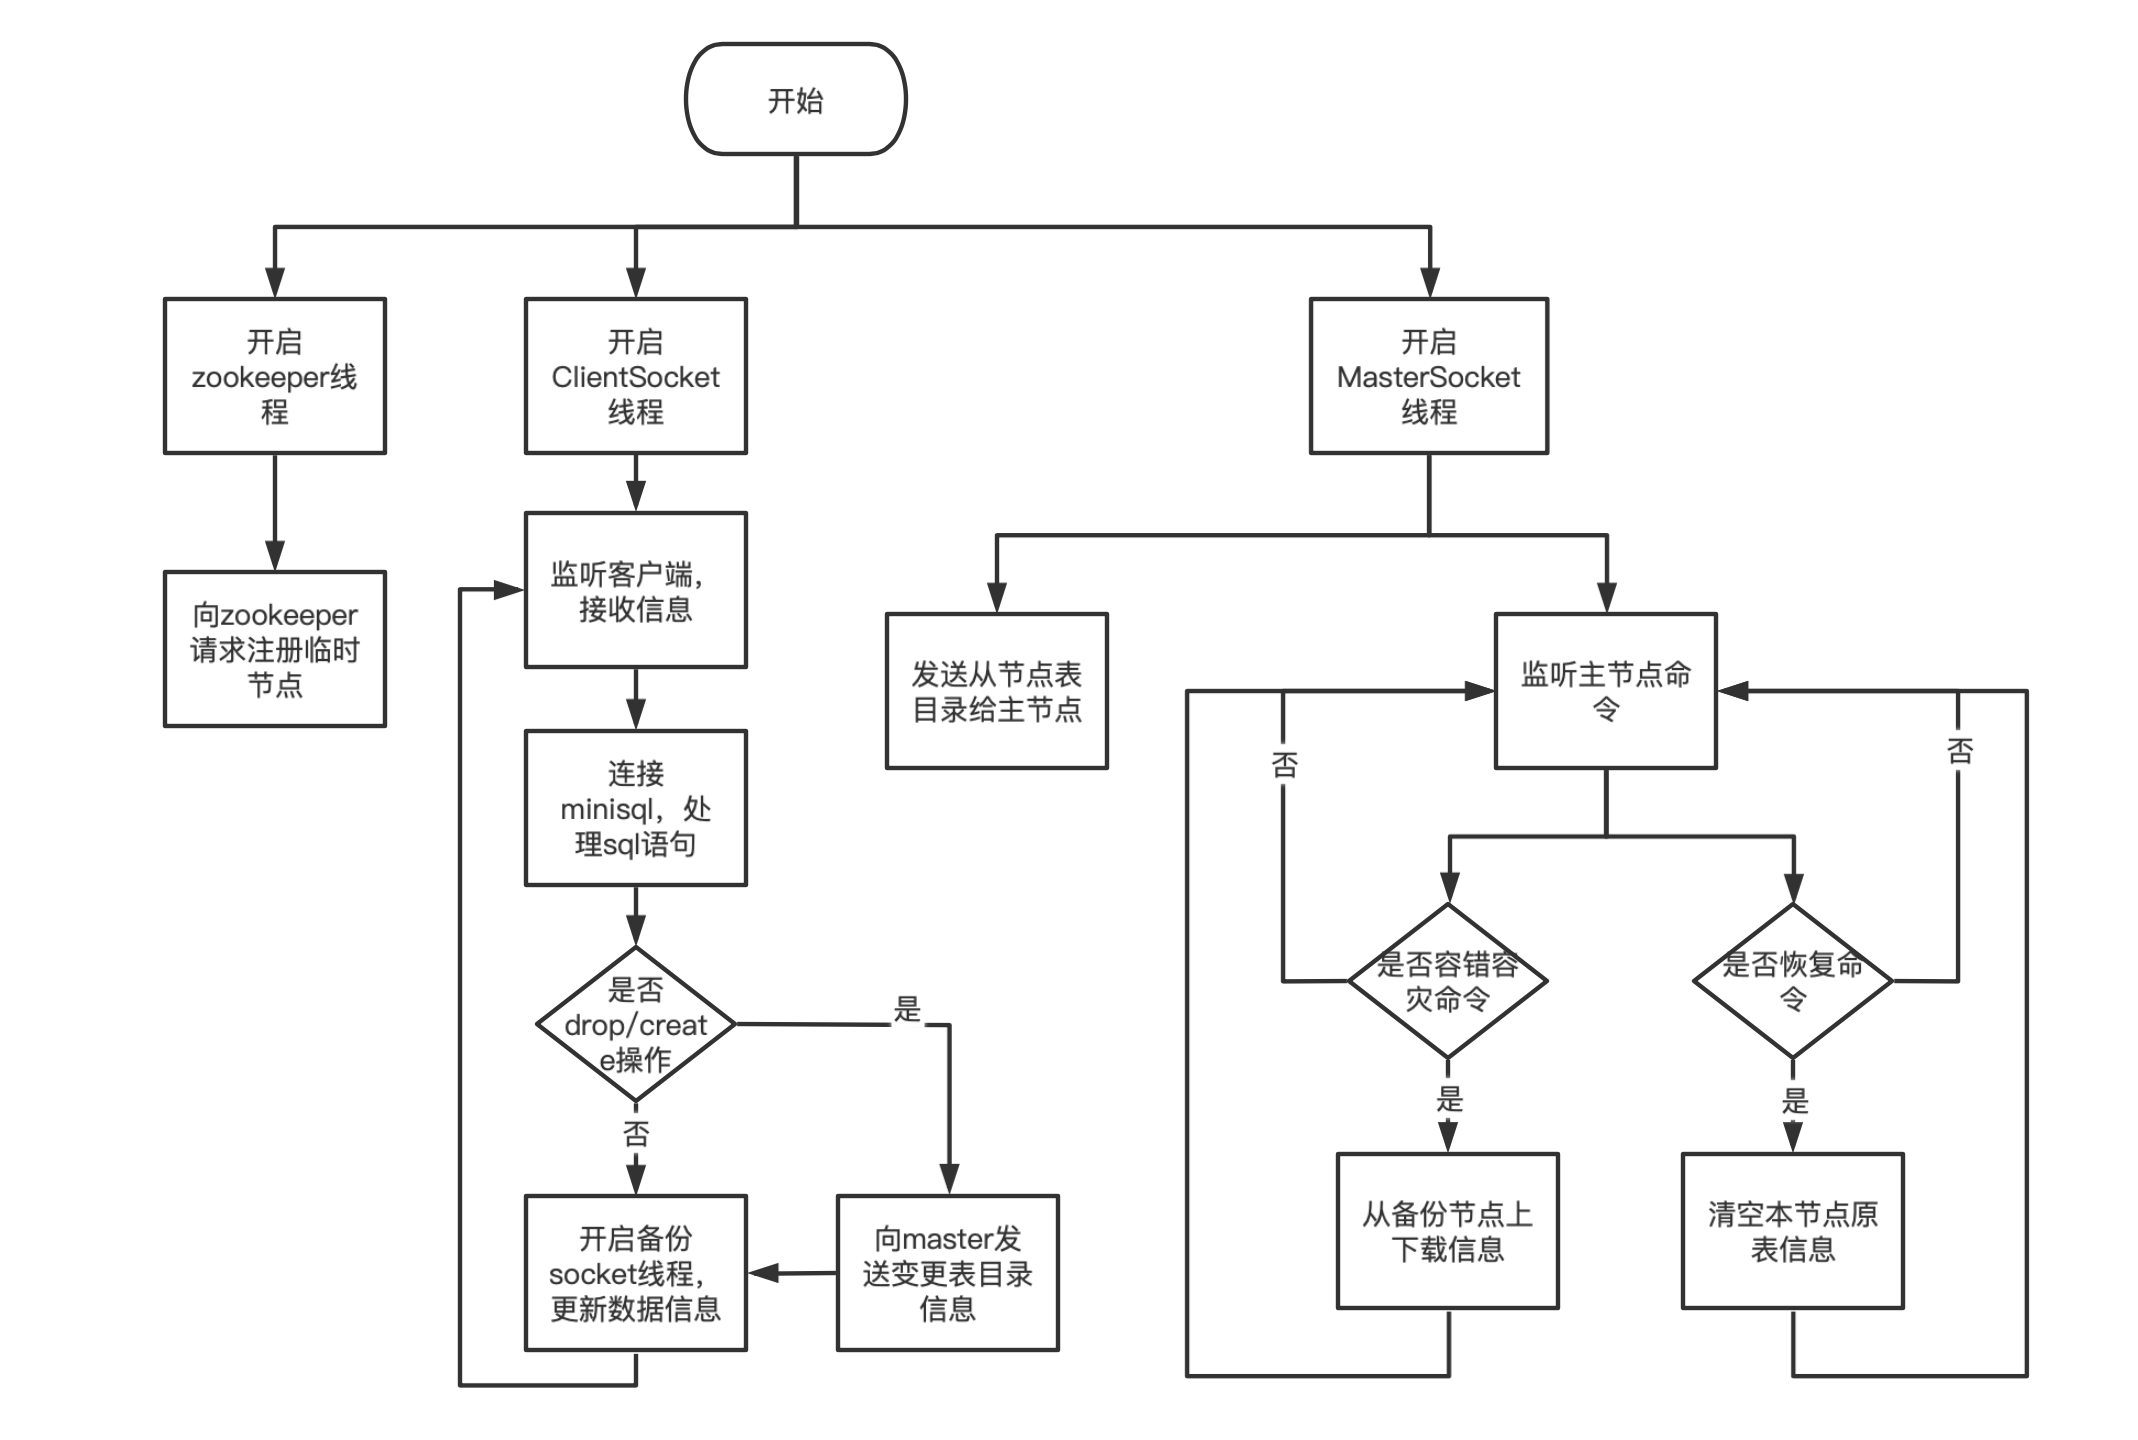 开始
开启
zookeeper线
程
开启
ClientSocket
线程
开启
MasterSocket
线程
向zookeeper
请求注册临时
节点
监听客户端，
接收信息
发送从节点表
目录给主节点
监听主节点命
令
否
否
连接
minisql，处
理sql语句
是否
drop/creat
e操作
是
否
是否容错容
灾命令
是否恢复命
令
是
是
开启备份
socket线程，
更新数据信息
向master发
送变更表目录
信息
从备份节点上
下载信息
清空本节点原
表信息